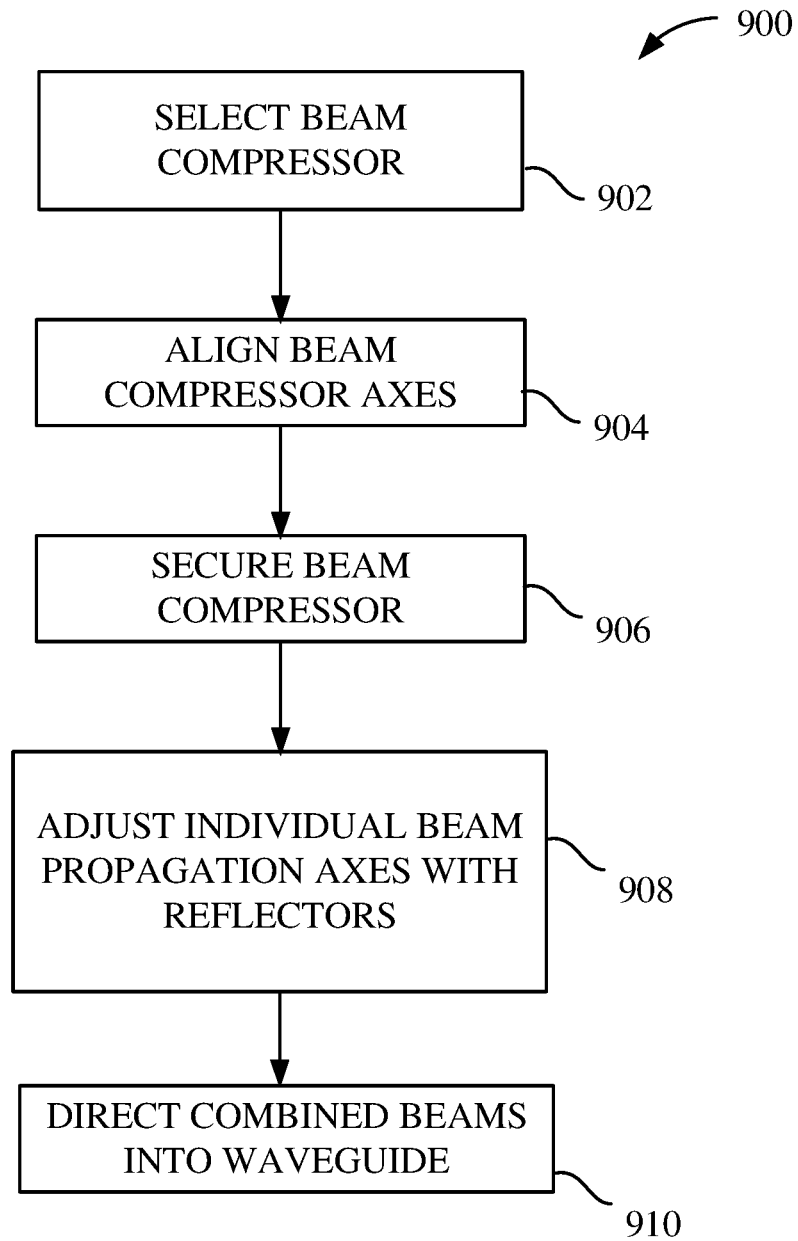 900
SELECT BEAM
COMPRESSOR
902
ALIGN BEAM
COMPRESSOR AXES
904
SECURE BEAM
COMPRESSOR
906
ADJUST INDIVIDUAL BEAM
PROPAGATION AXES WITH
REFLECTORS
908
DIRECT COMBINED BEAMS
INTO WAVEGUIDE
910